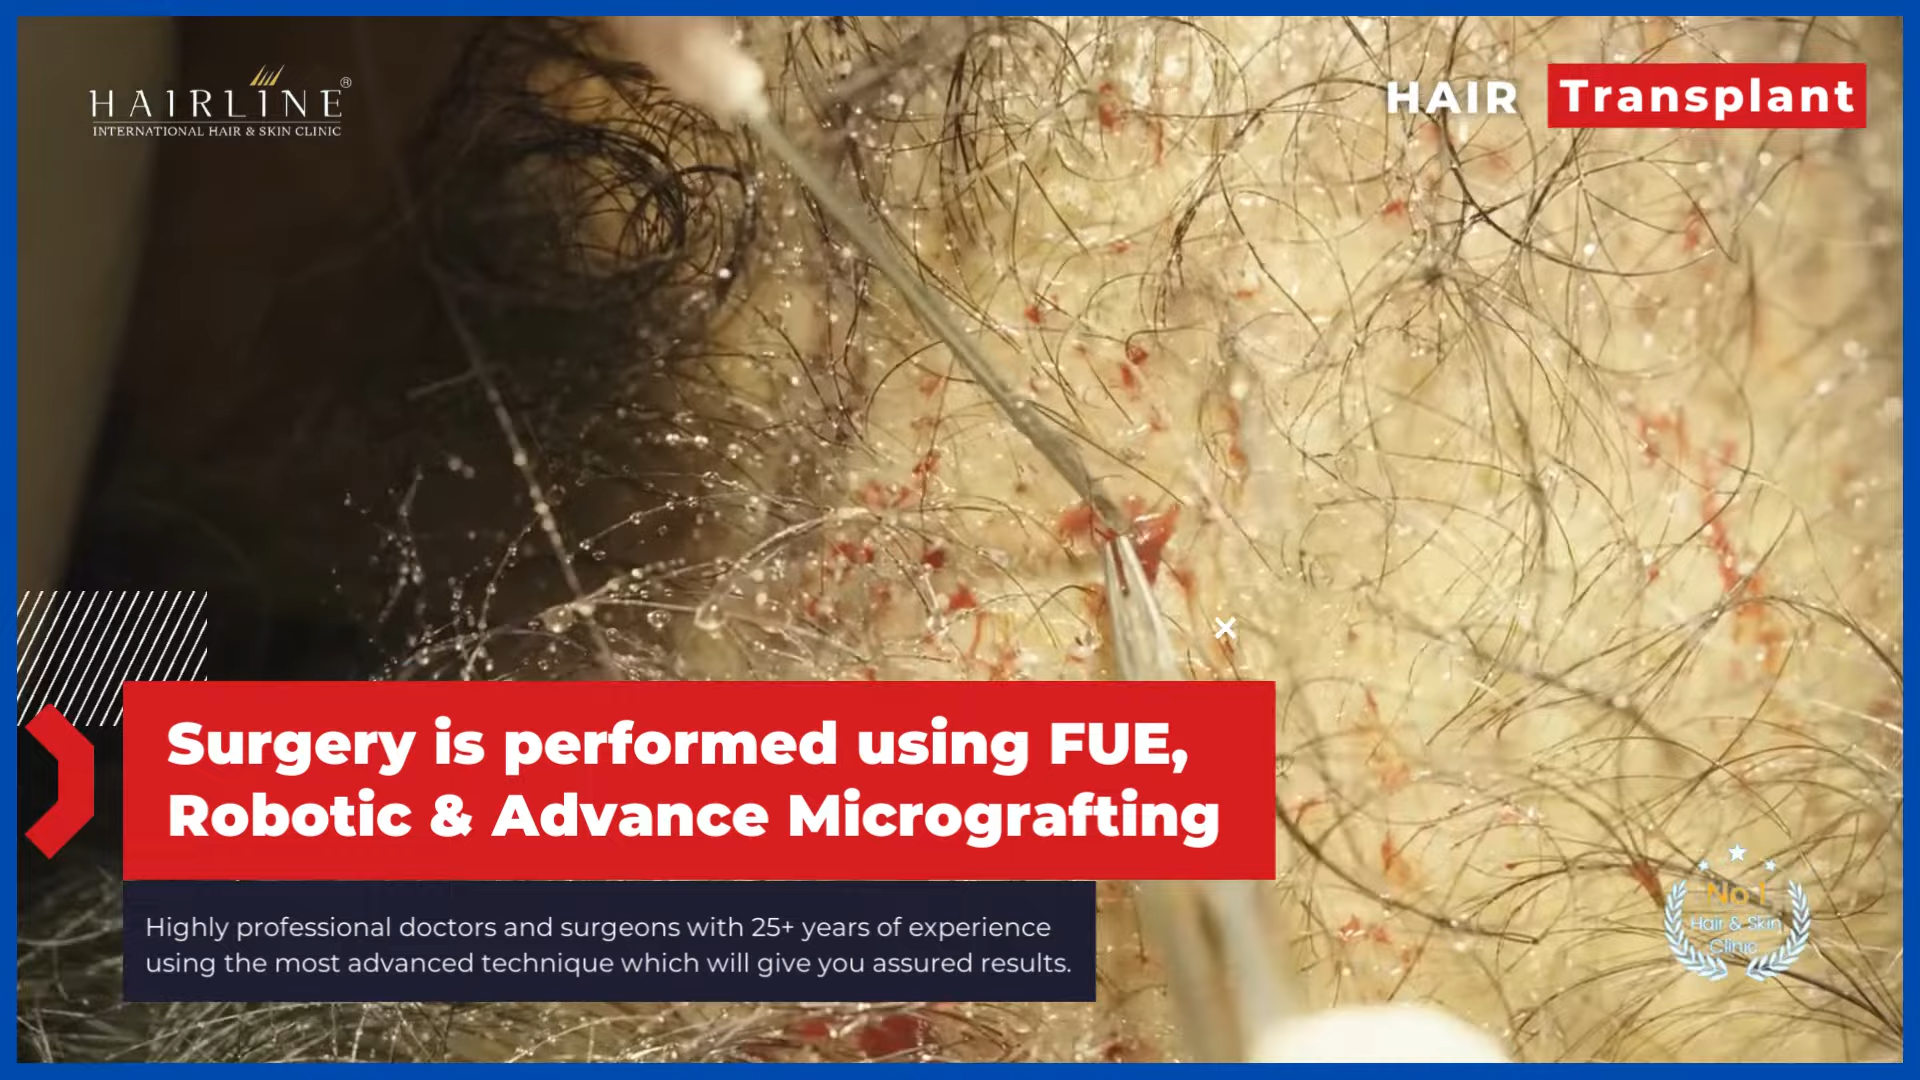 HAIRLINE®
INTERNATIONAL HAIR & SKIN CLINIC
HAIR Transplant
Surgery is performed using FUE,
Robotic & Advance Micrografting
Highly professional doctors and surgeons with 25+ years of experience
using the most advanced technique which will give you assured results.
No 1
Hair & Skin
Clinic